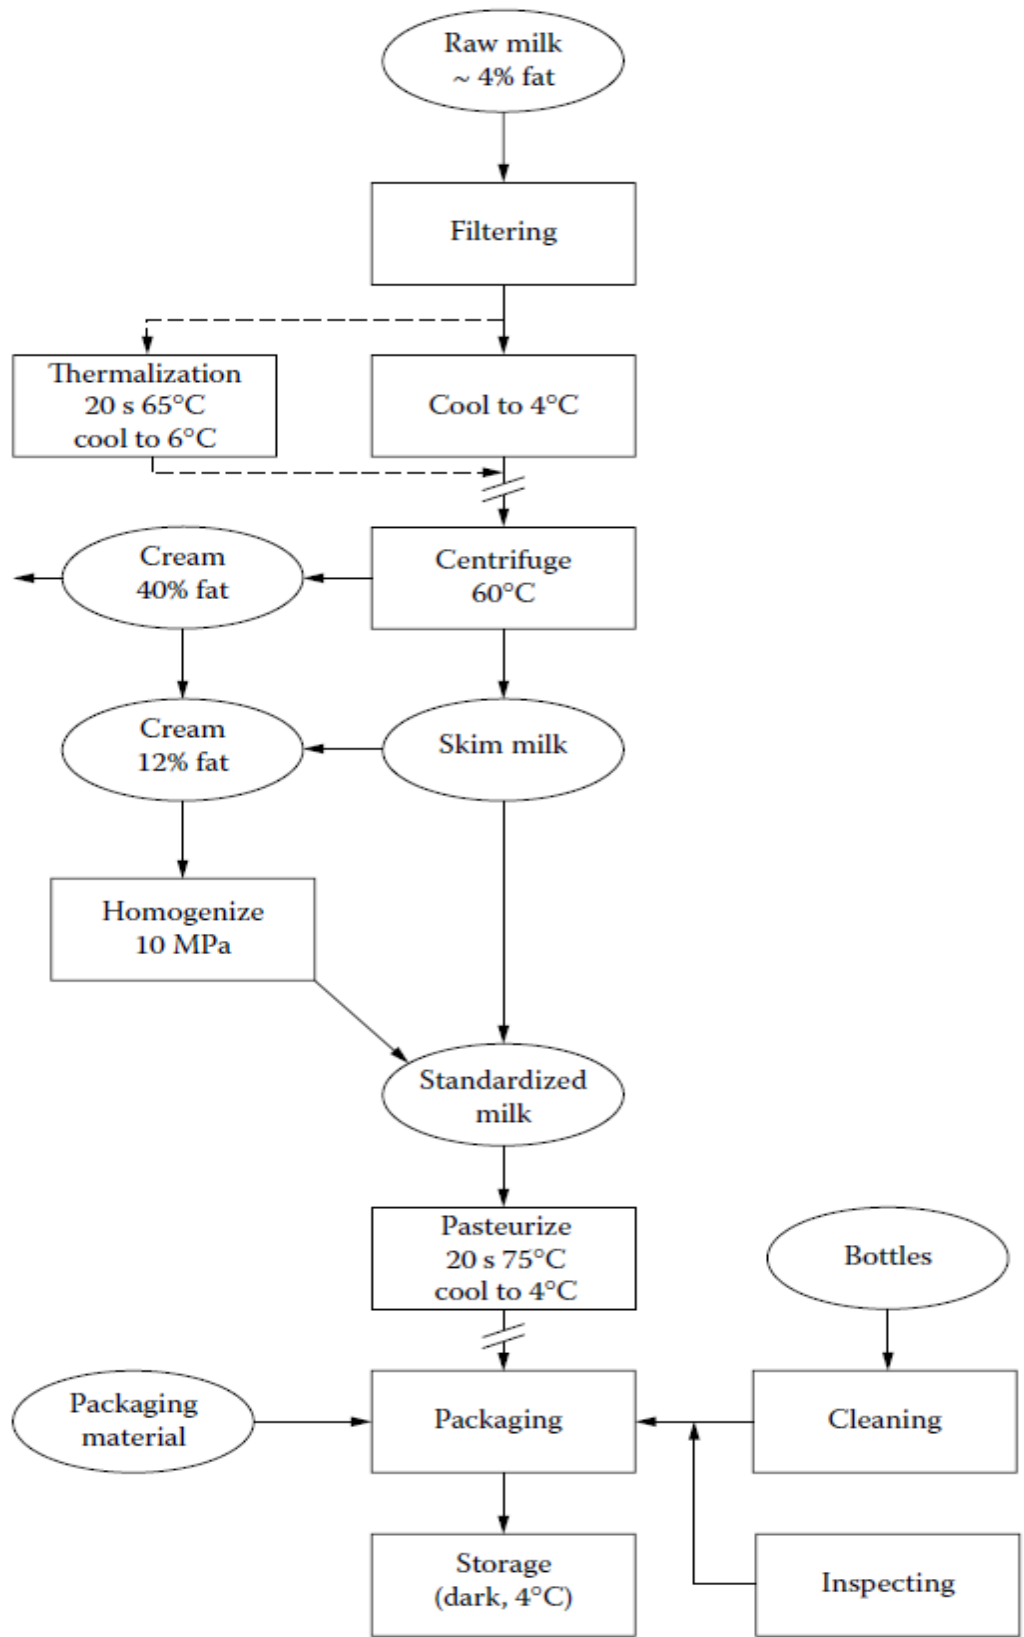 Raw milk
~ 4% fat
Filtering
Thermalization
20 s 65°C
cool to 6°C
Cool to 4°C
Cream
40% fat
Centrifuge
60°C
Cream
12% fat
Skim milk
Homogenize
10 MPa
Standardized
milk
Pasteurize
20 s 75°C
cool to 4°C
Bottles
Packaging
material
Packaging
Cleaning
Storage
(dark, 4°C)
Inspecting